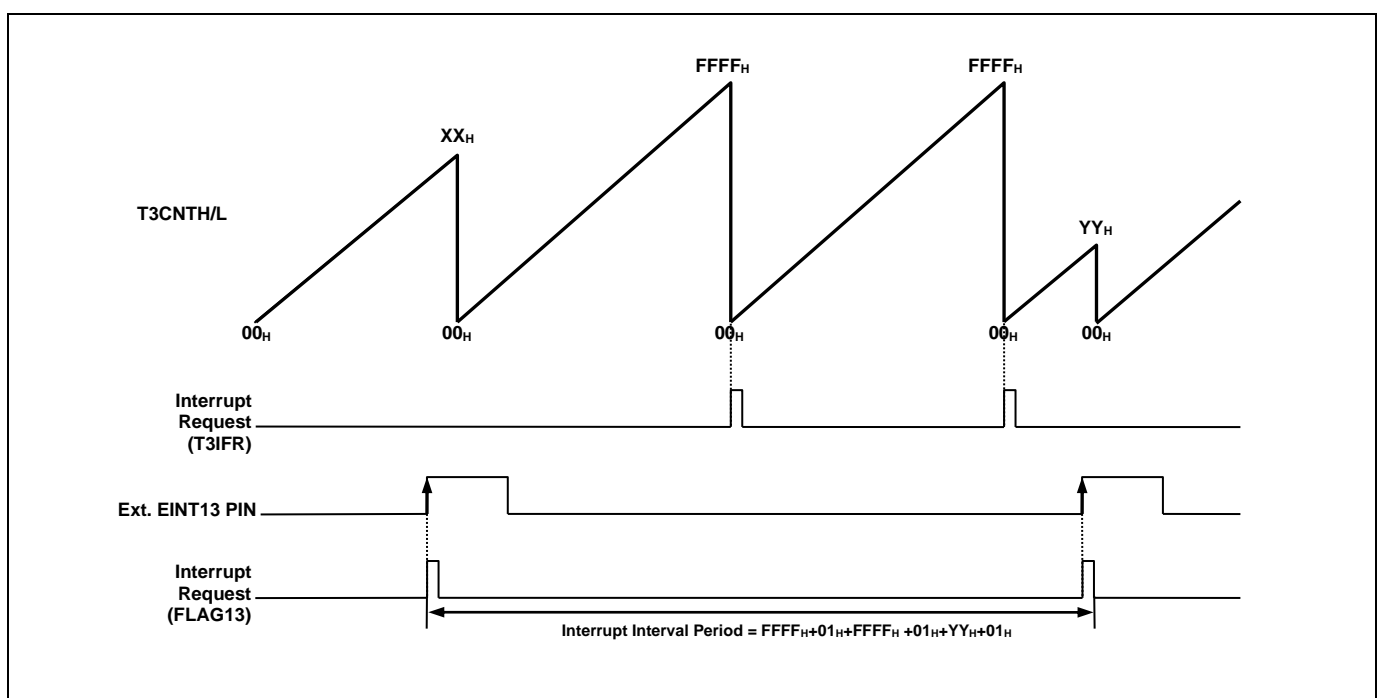 FFFFH FFFFH
XXH
T3CNTH/L
YYH
00H 00H 00H 00H 00H
Interrupt
Request
(T3IFR)
Ext. EINT13 PIN
Interrupt
Request
(FLAG13)
Interrupt Interval Period = FFFFH+01H+FFFFH +01H+YYH+01H